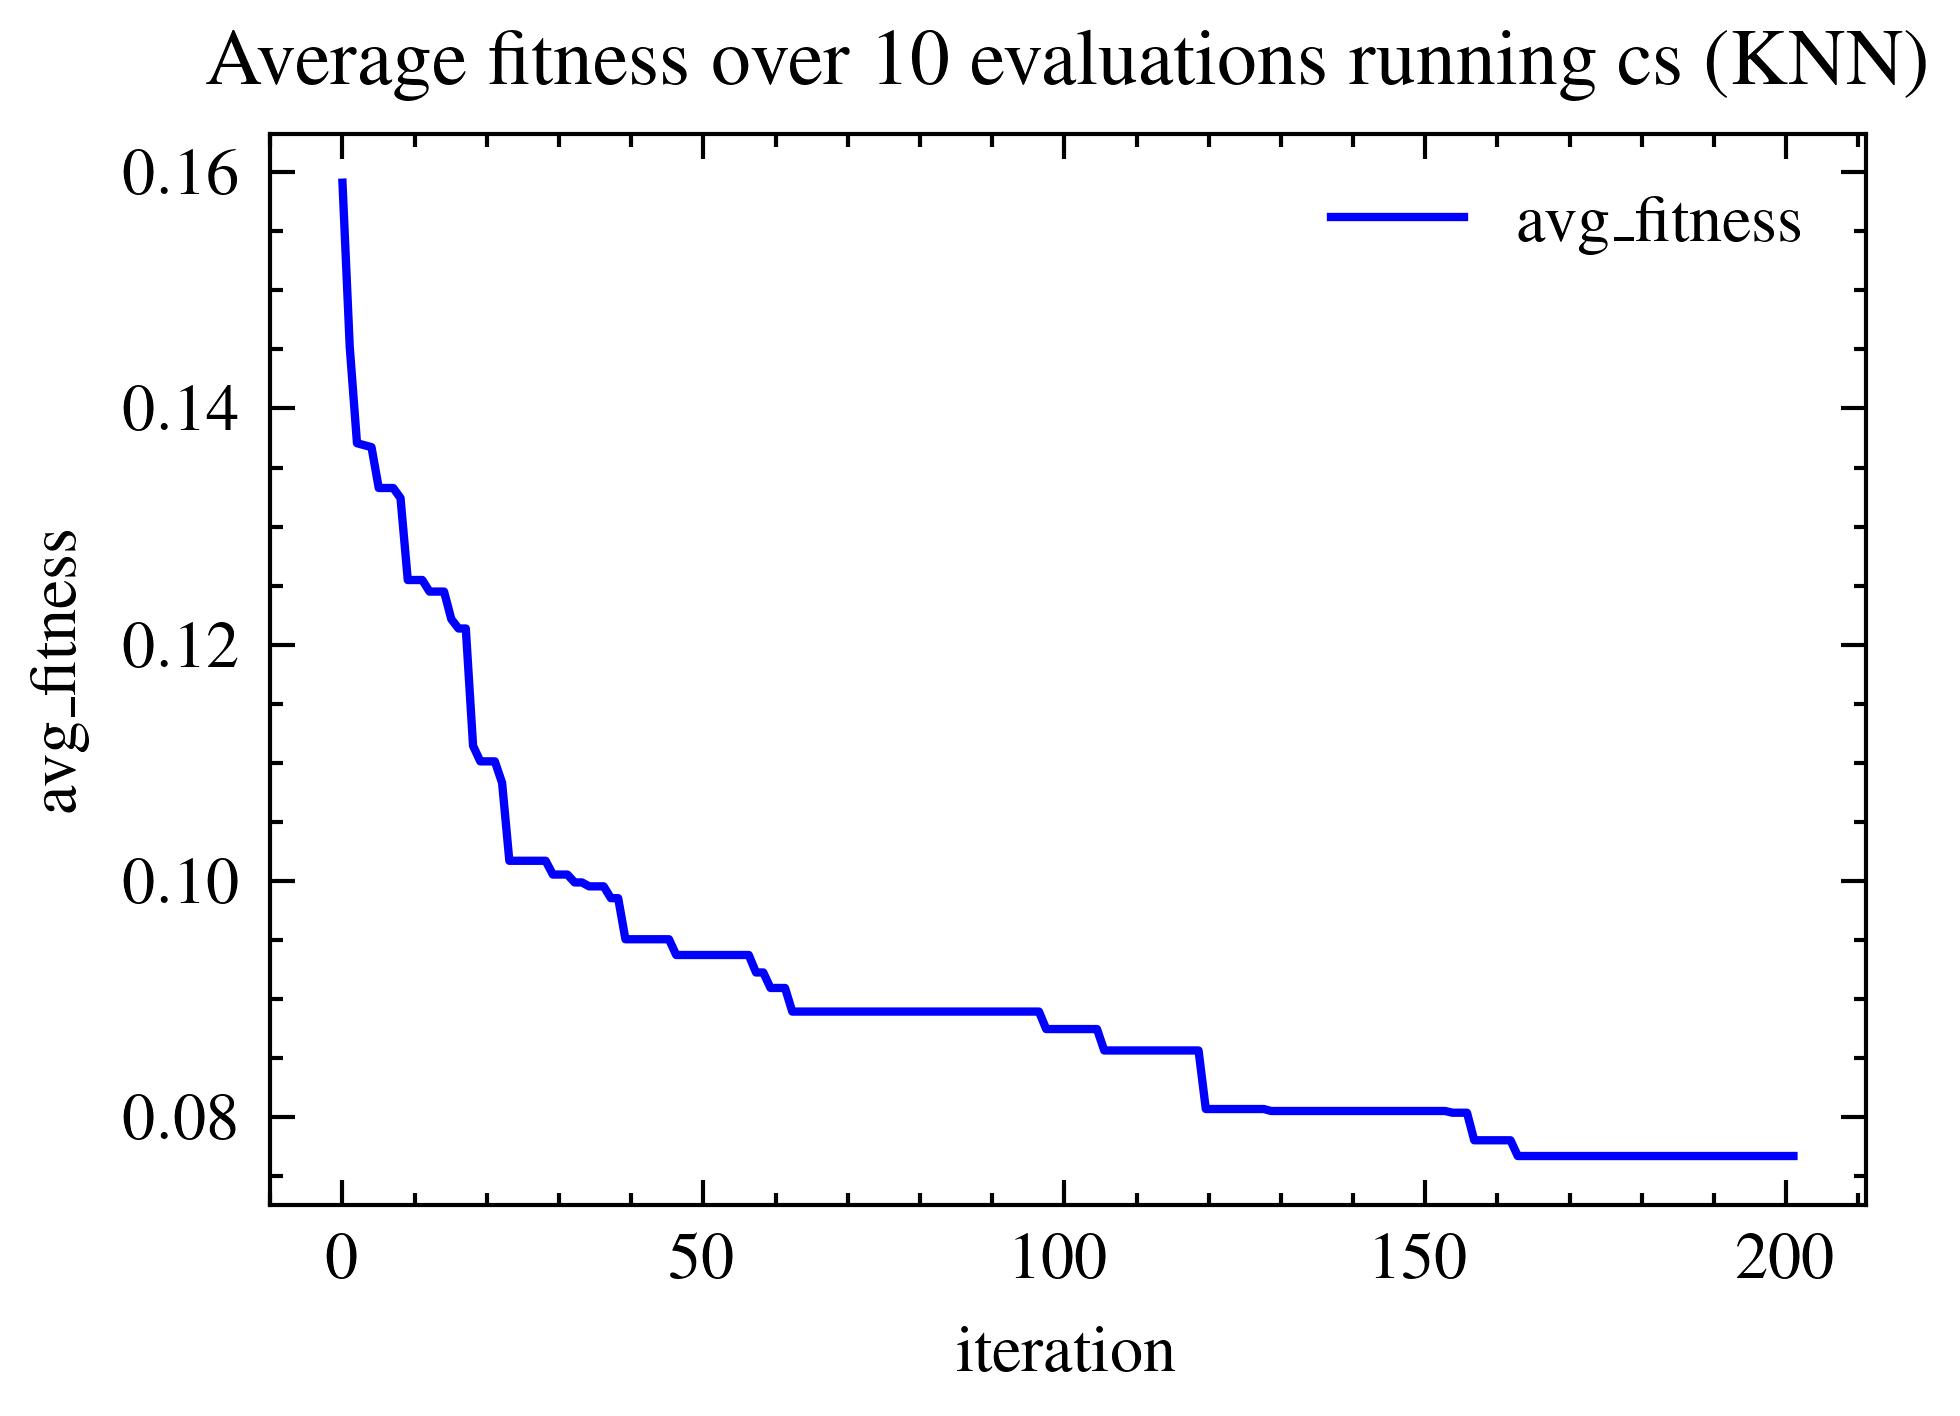 Average fitness over 10 evaluations running cs (KNN)
avg_fitness
0.16
0.14
0.12
0.10
0.08
avg_fitness
0
50
100
150
200
iteration